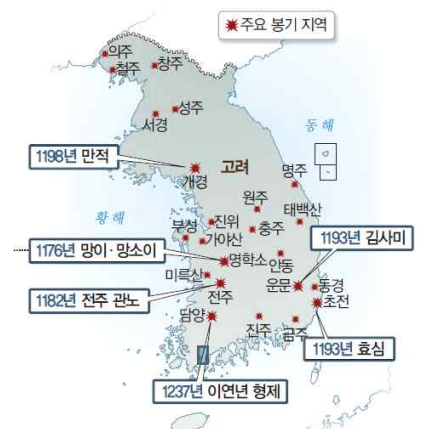 주요 봉기 지역
의주
철주
창주
성주
서경
동해
1198년 만적
고려
개경
명주
황해
원주
태백산
부성
진위
충주
가야산
1193년 김사미
1176년 망이·망소이
명학소
안동
미륵산
운문
동경
1182년 전주 관노
전주
초전
담양
진주
금주
1193년 효심
1237년 이연년 형제